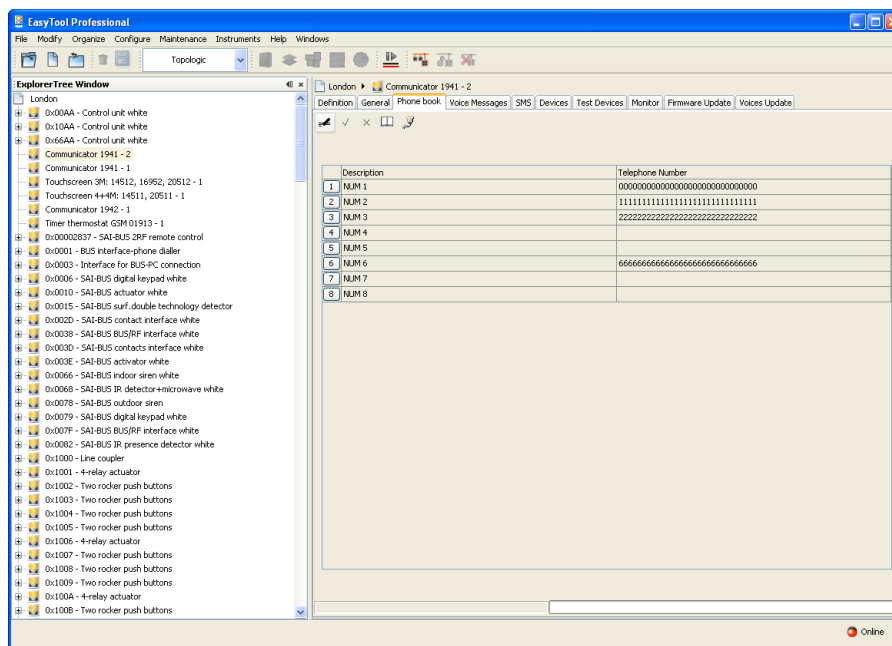 EasyTool Professional
File Modify Organize Configure Maintenance Instruments Help Windows
Topologic
ExplorerTree Window
London
0x00AA - Control unit white
0x10AA - Control unit white
0x66AA - Control unit white
Communicator 1941 - 2
Communicator 1941 - 1
Touchscreen 3M: 14512, 16952, 20512 - 1
Touchscreen 4+4M: 14511, 20511 - 1
Communicator 1942 - 1
Timer thermostat GSM 01913 - 1
0x00002837 - SAI-BUS 2RF remote control
0x0001 - BUS interface-phone dialler
0x0003 - Interface for BUS-PC connection
0x0006 - SAI-BUS digital keypad white
0x0010 - SAI-BUS actuator white
0x0015 - SAI-BUS surf.double technology detector
0x002D - SAI-BUS contact interface white
0x0038 - SAI-BUS BUS/RF interface white
0x003D - SAI-BUS contacts interface white
0x003E - SAI-BUS activator white
0x0066 - SAI-BUS indoor siren white
0x0068 - SAI-BUS IR detector+microwave white
0x0078 - SAI-BUS outdoor siren
0x0079 - SAI-BUS digital keypad white
0x007F - SAI-BUS BUS/RF interface white
0x0082 - SAI-BUS IR presence detector white
0x1000 - Line coupler
0x1001 - 4-relay actuator
0x1002 - Two rocker push buttons
0x1003 - Two rocker push buttons
0x1004 - Two rocker push buttons
0x1005 - Two rocker push buttons
0x1006 - 4-relay actuator
0x1007 - Two rocker push buttons
0x1008 - Two rocker push buttons
0x1009 - Two rocker push buttons
0x100A - 4-relay actuator
0x100B - Two rocker push buttons
London Communicator 1941 - 2
Definition General Phone book Voice Messages SMS Devices Test Devices Monitor Firmware Update Voices Update
Description Telephone Number
1 NUM 1
2 NUM 2
3 NUM 3
4 NUM 4
5 NUM 5
6 NUM 6
7 NUM 7
8 NUM 8
Online